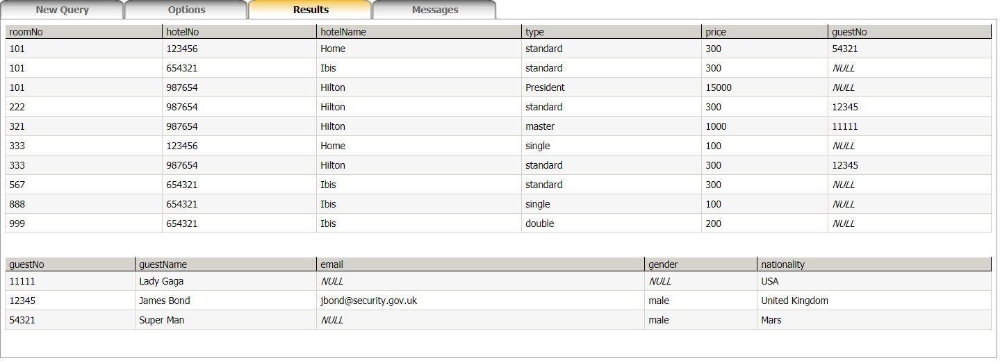 New Query Options Results Messages
roomNo hotelNo hotelName type price guestNo
101 123456 Home standard 300 54321
101 654321 Ibis standard 300 NULL
101 987654 Hilton President 15000 NULL
222 987654 Hilton standard 300 12345
321 987654 Hilton master 1000 11111
333 123456 Home single 100 NULL
333 987654 Hilton standard 300 12345
567 654321 Ibis standard 300 NULL
888 654321 Ibis single 100 NULL
999 654321 Ibis double 200 NULL
guestNo guestName email gender nationality
11111 Lady Gaga NULL NULL USA
12345 James Bond jbond@security.gov.uk male United Kingdom
54321 Super Man NULL male Mars